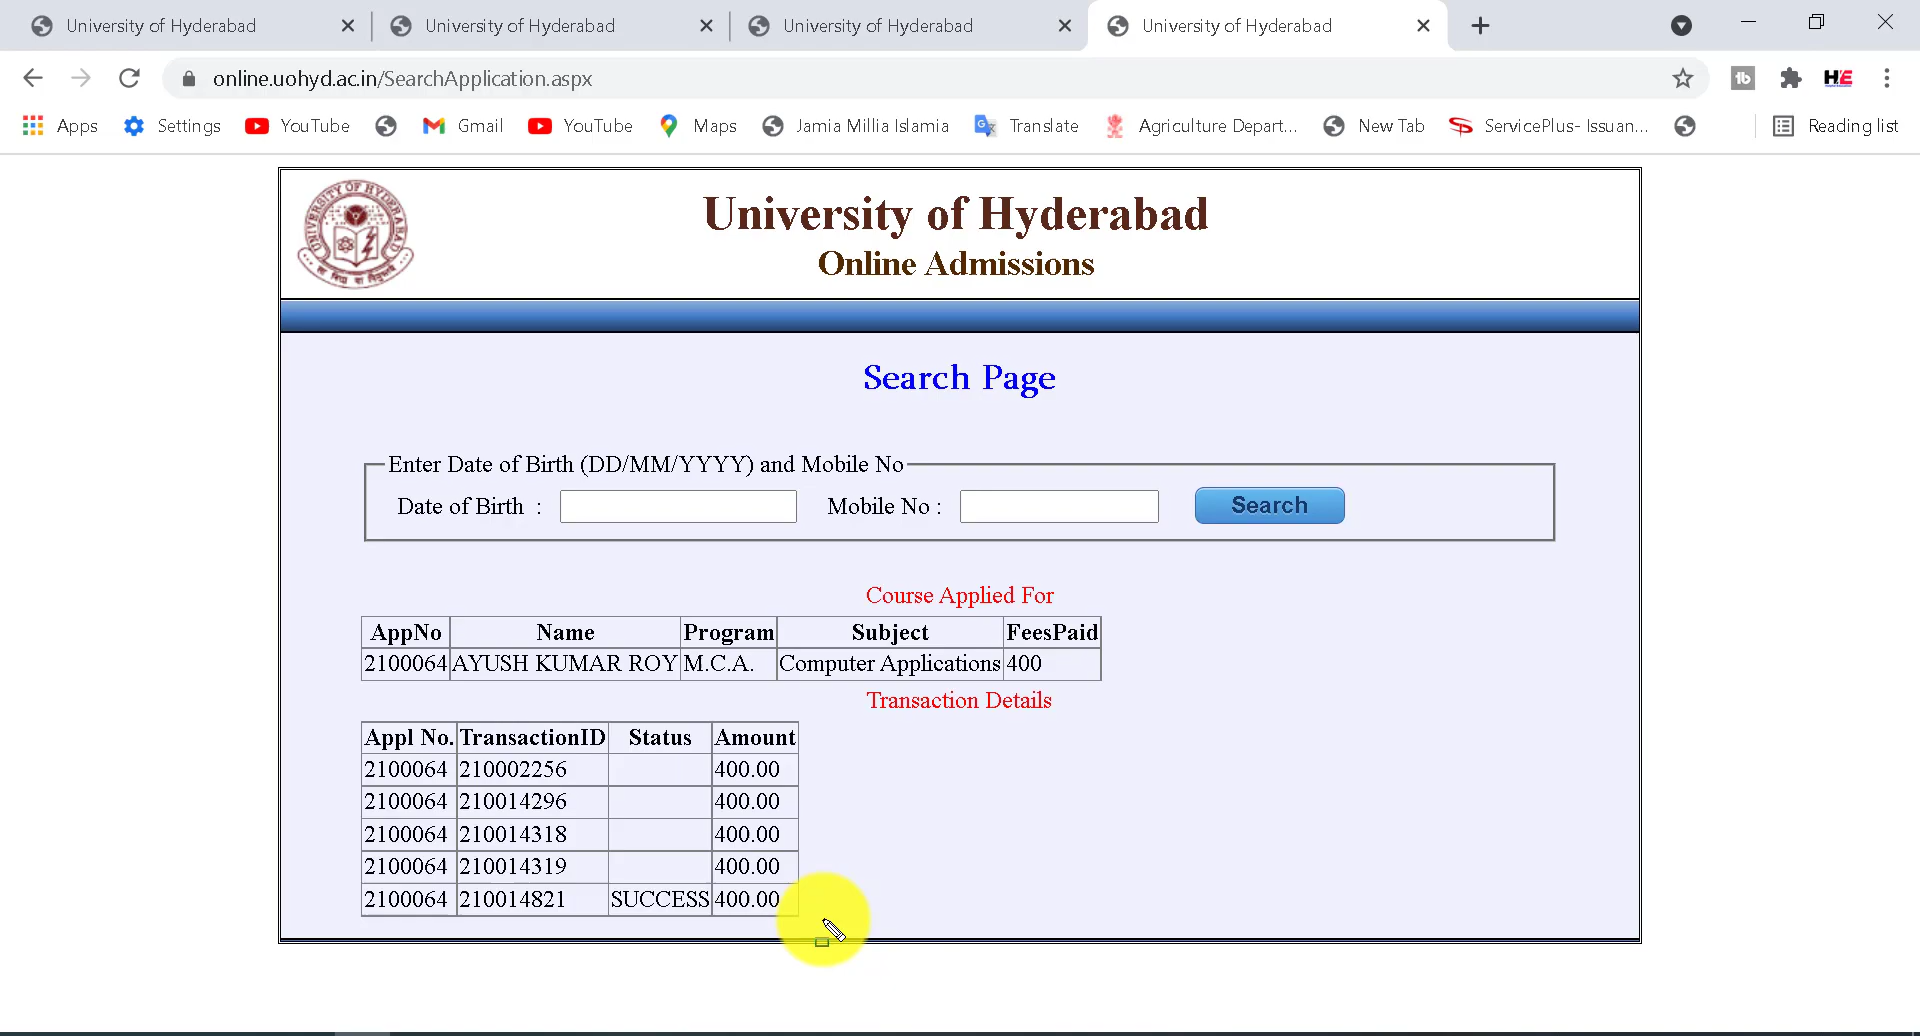 University of Hyderabad University of Hyderabad University of Hyderabad University of Hyderabad
online.uohyd.ac.in/SearchApplication.aspx
Apps Settings YouTube Gmail YouTube Maps Jamia Millia Islamia Translate Agriculture Depart... New Tab ServicePlus- Issuan... Reading list
University of Hyderabad
Online Admissions
Search Page
Enter Date of Birth (DD/MM/YYYY) and Mobile No
Date of Birth : Mobile No : Search
Course Applied For
AppNo Name Program Subject FeesPaid
2100064 AYUSH KUMAR ROY M.C.A. Computer Applications 400
Transaction Details
Appl No. TransactionID Status Amount
2100064 210002256 400.00
2100064 210014296 400.00
2100064 210014318 400.00
2100064 210014319 400.00
2100064 210014821 SUCCESS 400.00